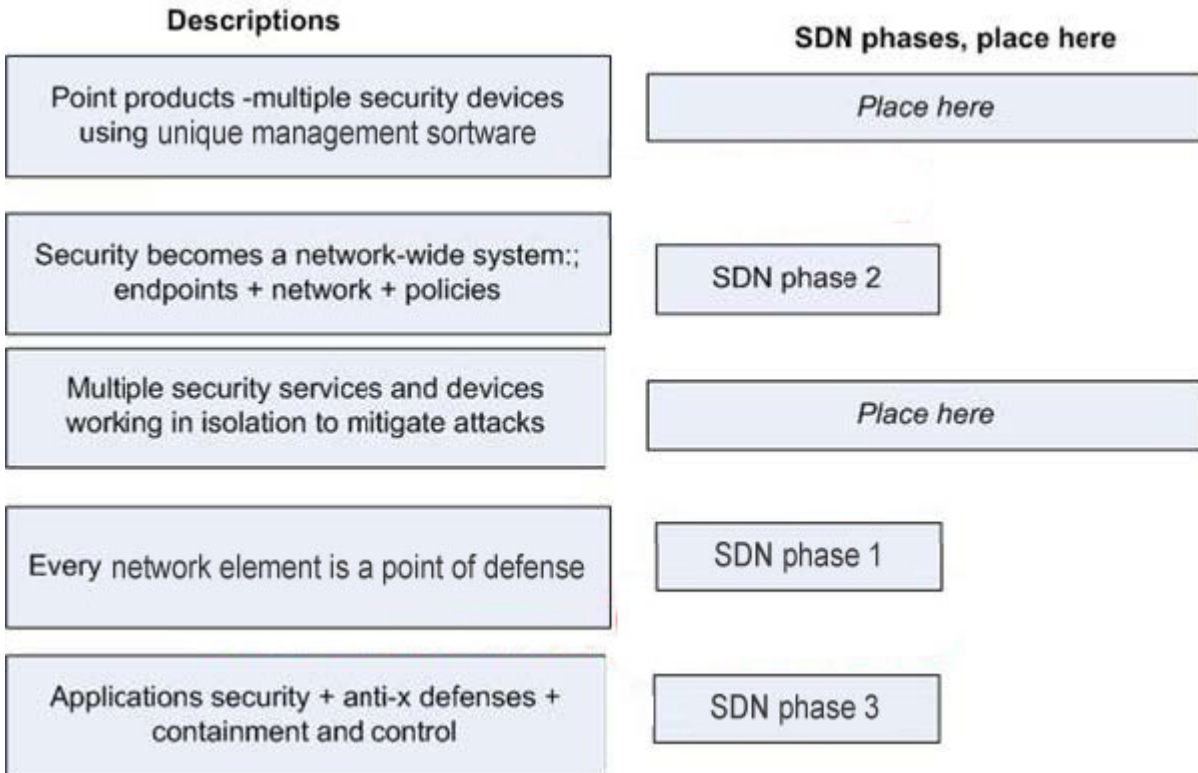 Descriptions
SDN phases, place here
Point products -multiple security devices
using unique management sortware
Place here
Security becomes a network-wide system:;
endpoints + network + policies
SDN phase 2
Multiple security services and devices
working in isolation to mitigate attacks
Place here
Every network element is a point of defense
SDN phase 1
Applications security + anti-x defenses +
containment and control
SDN phase 3